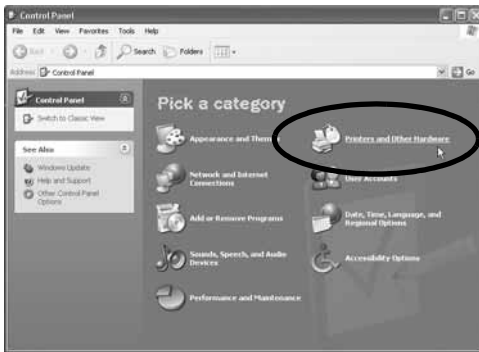 Control Panel
File Edit View Favorites Tools Help
Back Search Folders
Address Control Panel Go
Control Panel
Switch to Classic View
See Also
Windows Update
Help and Support
Other Control Panel
Options
Pick a category
Appearance and Themes
Printers and Other Hardware
Network and Internet
Connections
User Accounts
Add or Remove Programs
Date, Time, Language, and
Regional Options
Sounds, Speech, and Audio
Devices
Accessibility Options
Performance and Maintenance